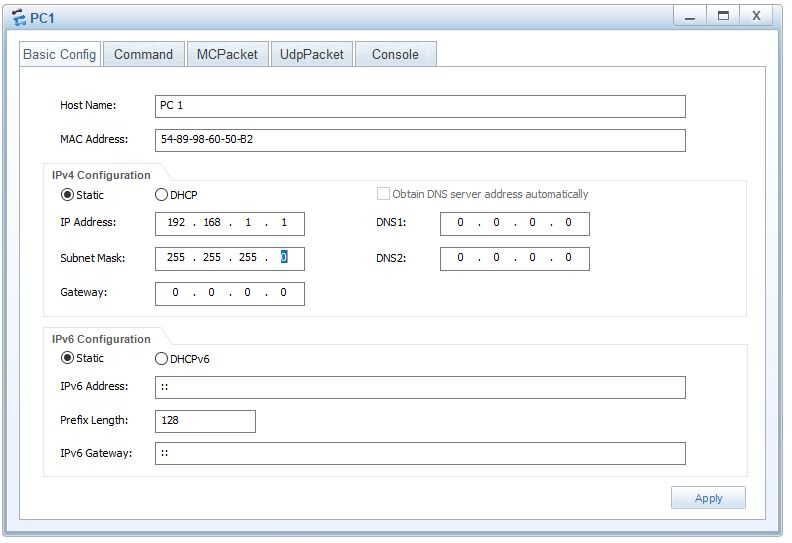 PC1
X
Basic Config Command MCPacket UdpPacket Console
Host Name: PC 1
MAC Address: 54-89-98-60-50-B2
IPv4 Configuration
Static DHCP Obtain DNS server address automatically
IP Address: 192 . 168 . 1 . 1 DNS1: 0 . 0 . 0 . 0
Subnet Mask: 255 . 255 . 255 . 0 DNS2: 0 . 0 . 0 . 0
Gateway: 0 . 0 . 0 . 0
IPv6 Configuration
Static DHCPv6
IPv6 Address: ::
Prefix Length: 128
IPv6 Gateway: ::
Apply